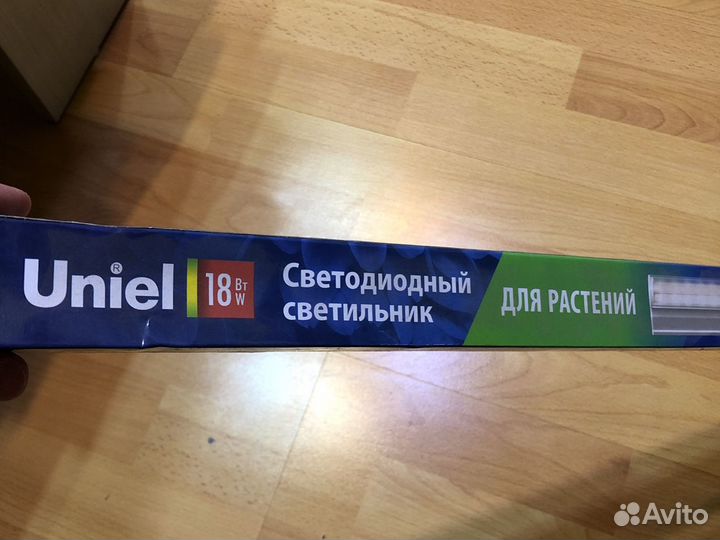 Uniel®
18 Вт W
Светодиодный
светильник
ДЛЯ РАСТЕНИЙ
Avito